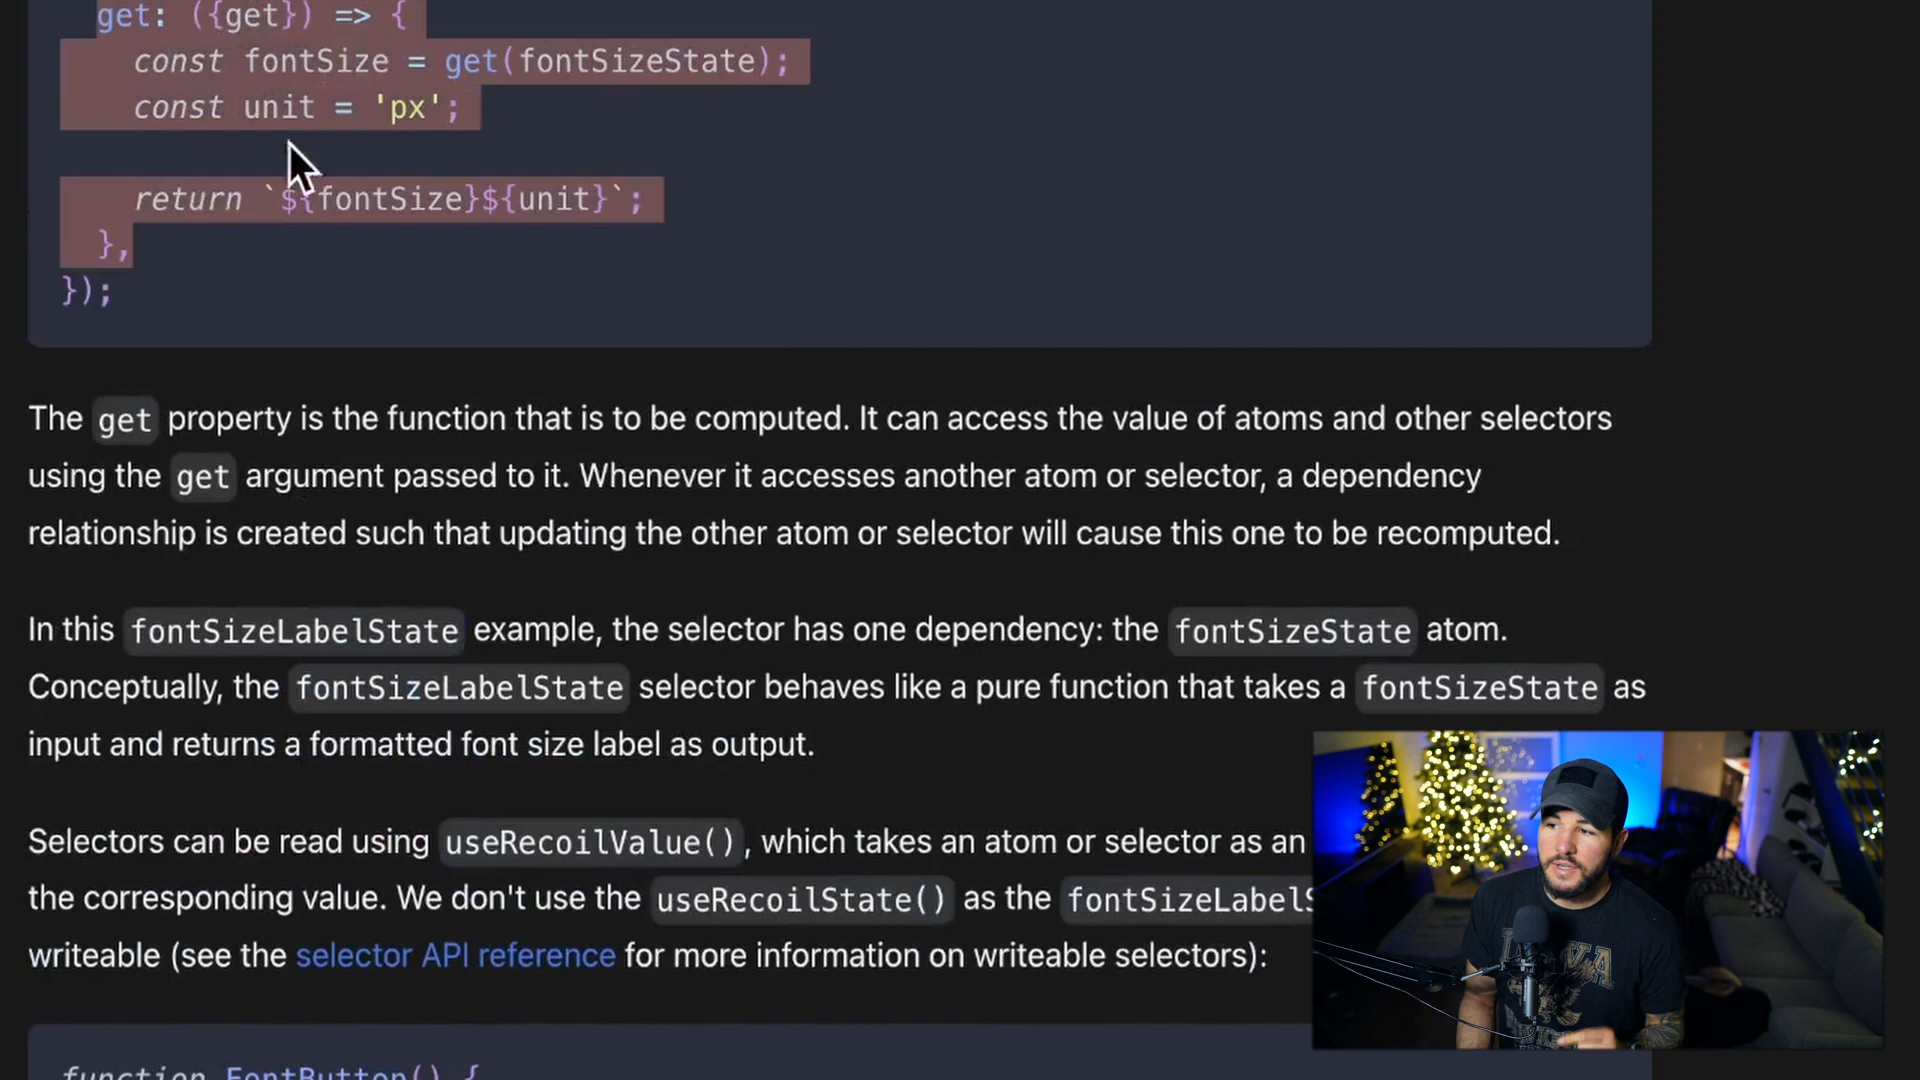 get: ({get}) => {
const fontSize = get(fontSizeState);
const unit = 'px';
return `${fontSize}${unit}`;
},
});
The get property is the function that is to be computed. It can access the value of atoms and other selectors
using the get argument passed to it. Whenever it accesses another atom or selector, a dependency
relationship is created such that updating the other atom or selector will cause this one to be recomputed.
In this fontSizeLabelState example, the selector has one dependency: the fontSizeState atom.
Conceptually, the fontSizeLabelState selector behaves like a pure function that takes a fontSizeState as
input and returns a formatted font size label as output.
Selectors can be read using useRecoilValue(), which takes an atom or selector as an
the corresponding value. We don't use the useRecoilState() as the fontSizeLabelS
writeable (see the selector API reference for more information on writeable selectors):
function FontButton() {